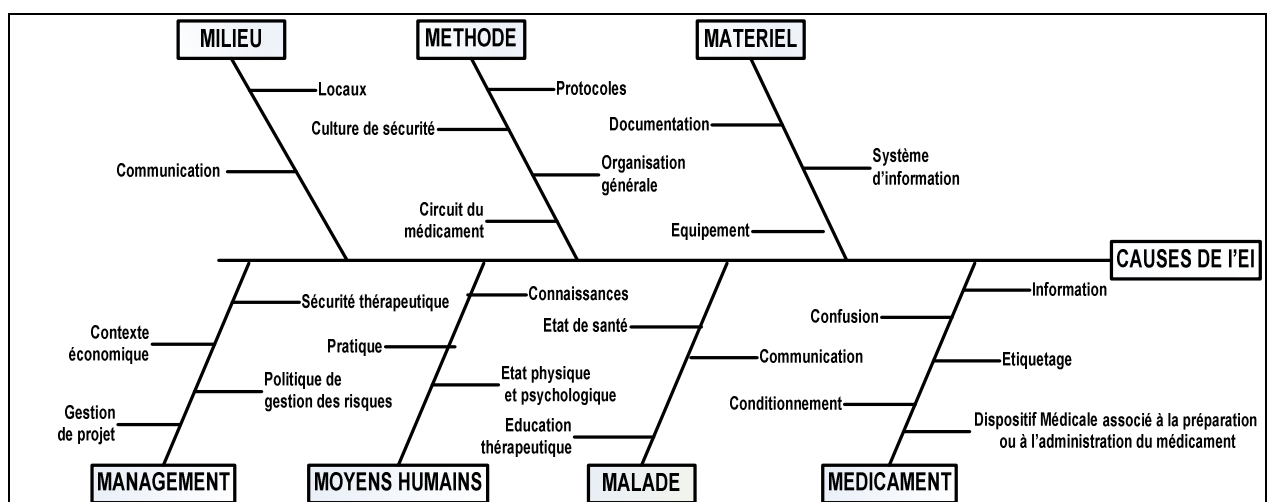 MILIEU
METHODE
MATERIEL
Locaux
Communication
Protocoles
Culture de sécurité
Organisation
générale
Circuit du
médicament
Documentation
Système
d'information
Equipement
CAUSES DE l'EI
Sécurité thérapeutique
Contexte
économique
Politique de
gestion des risques
Gestion
de projet
Connaissances
Pratique
Etat physique
et psychologique
Etat de santé
Communication
Education
thérapeutique
Information
Confusion
Etiquetage
Conditionnement
Dispositif Médicale associé à la préparation
ou à l'administration du médicament
MANAGEMENT
MOYENS HUMAINS
MALADE
MEDICAMENT